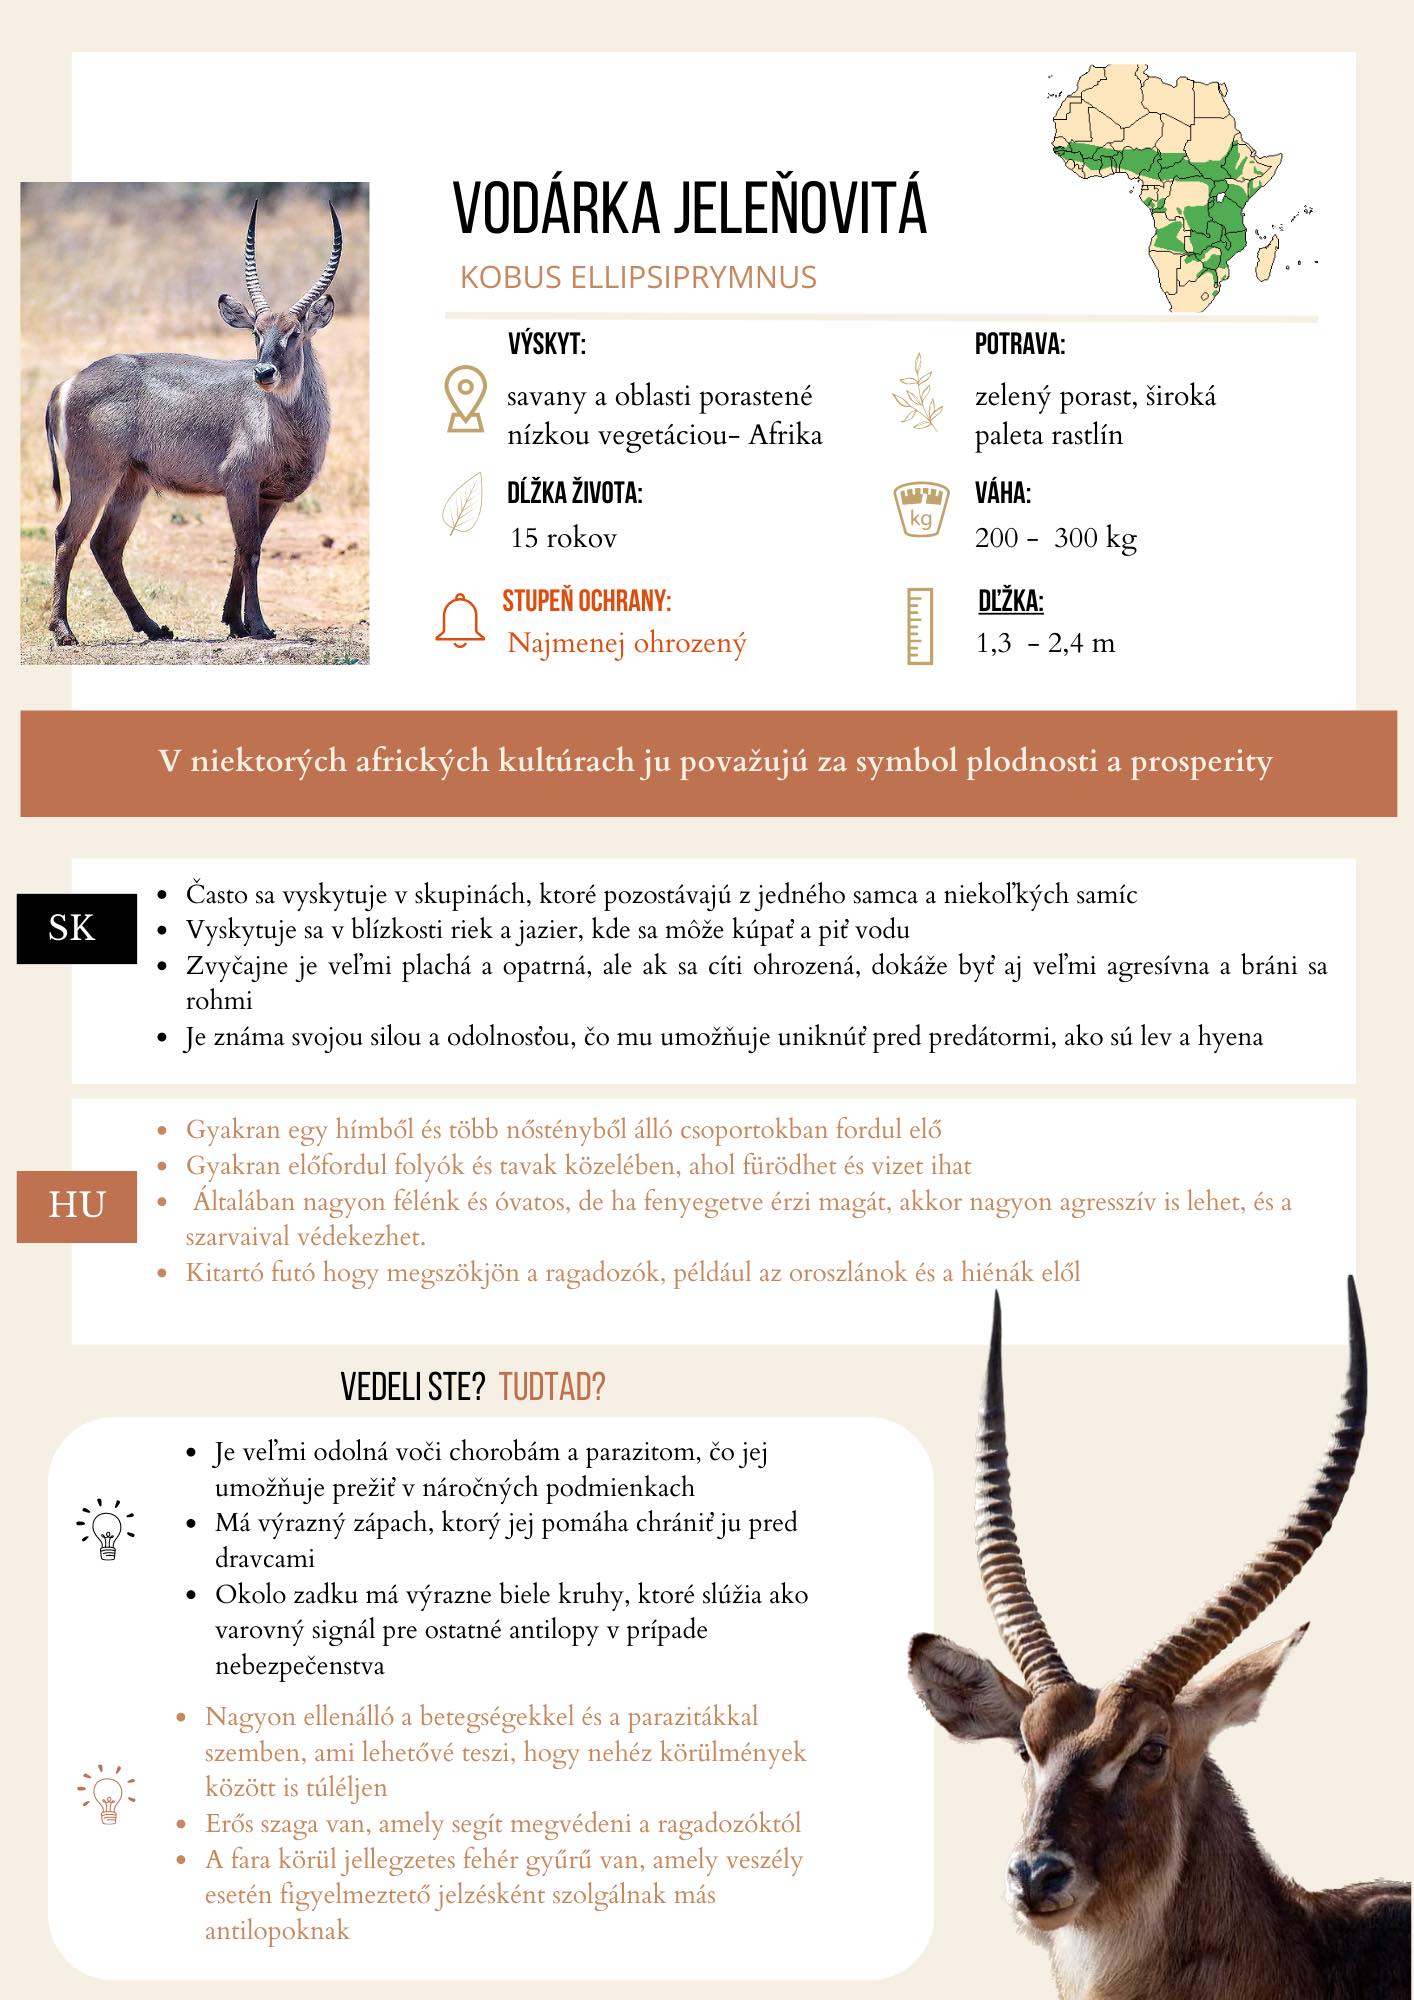 VODÁRKA JELEŇOVITÁ
KOBUS ELLIPSIPRYMNUS
VÝSKYT:
savany a oblasti porastené
nízkou vegetáciou- Afrika
POTRAVA:
zelený porast, široká
paleta rastlín
DĹŽKA ŽIVOTA:
15 rokov
VÁHA:
kg
200 - 300 kg
STUPEŇ OCHRANY:
Najmenej ohrozený
DĽŽKA:
1,3 - 2,4 m
V niektorých afrických kultúrach ju považujú za symbol plodnosti a prosperity
SK
• Často sa vyskytuje v skupinách, ktoré pozostávajú z jedného samca a niekoľkých samíc
• Vyskytuje sa v blízkosti riek a jazier, kde sa môže kúpať a piť vodu
• Zvyčajne je veľmi plachá a opatrná, ale ak sa cíti ohrozená, dokáže byť aj veľmi agresívna a bráni sa
rohmi
• Je známa svojou silou a odolnosťou, čo mu umožňuje uniknúť pred predátormi, ako sú lev a hyena
HU
• Gyakran egy hímből és több nőstényből álló csoportokban fordul elő
• Gyakran előfordul folyók és tavak közelében, ahol fürödhet és vizet ihat
• Általában nagyon félénk és óvatos, de ha fenyegetve érzi magát, akkor nagyon agresszív is lehet, és a
szarvaival védekezhet.
• Kitartó futó hogy megszökjön a ragadozók, például az oroszlánok és a hiénák elől
VEDELI STE? TUDTAD?
• Je veľmi odolná voči chorobám a parazitom, čo jej
umožňuje prežiť v náročných podmienkach
• Má výrazný zápach, ktorý jej pomáha chrániť ju pred
dravcami
• Okolo zadku má výrazne biele kruhy, ktoré slúžia ako
varovný signál pre ostatné antilopy v prípade
nebezpečenstva
• Nagyon ellenálló a betegségekkel és a parazitákkal
szemben, ami lehetővé teszi, hogy nehéz körülmények
között is túléljen
• Erős szaga van, amely segít megvédeni a ragadozóktól
• A fara körül jellegzetes fehér gyűrű van, amely veszély
esetén figyelmeztető jelzésként szolgálnak más
antilopoknak